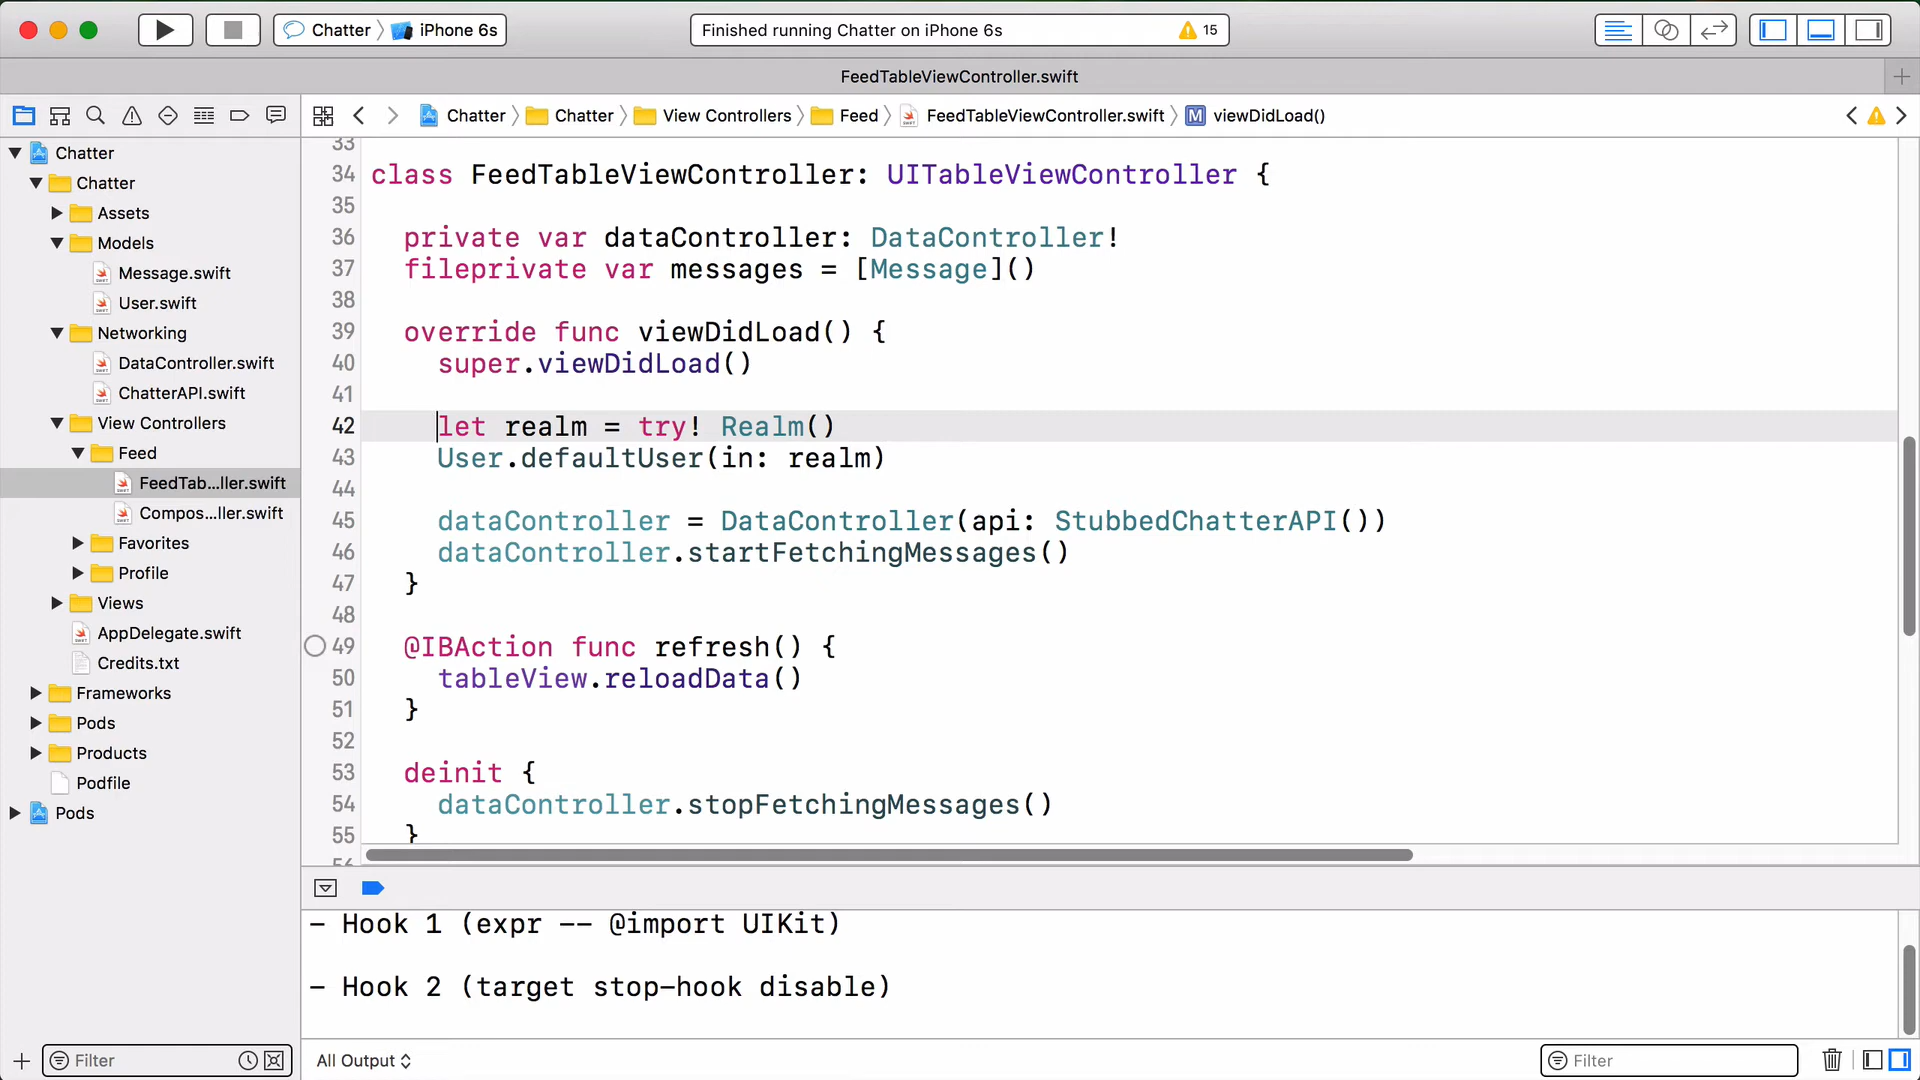 Chatter
iPhone 6s
Finished running Chatter on iPhone 6s
15
FeedTableViewController.swift
Chatter
Chatter
View Controllers
Feed
FeedTableViewController.swift
M
viewDidLoad()
Chatter
Chatter
Assets
Models
Message.swift
User.swift
Networking
DataController.swift
ChatterAPI.swift
View Controllers
Feed
FeedTab...ller.swift
Compos...ller.swift
Favorites
Profile
Views
AppDelegate.swift
Credits.txt
Frameworks
Pods
Products
Podfile
Pods
Filter
33
34 class FeedTableViewController: UITableViewController {
35
36 private var dataController: DataController!
37 fileprivate var messages = [Message]()
38
39 override func viewDidLoad() {
40 super.viewDidLoad()
41
42 let realm = try! Realm()
43 User.defaultUser(in: realm)
44
45 dataController = DataController(api: StubbedChatterAPI())
46 dataController.startFetchingMessages()
47 }
48
49 @IBAction func refresh() {
50 tableView.reloadData()
51 }
52
53 deinit {
54 dataController.stopFetchingMessages()
55 }
56
- Hook 1 (expr -- @import UIKit)
- Hook 2 (target stop-hook disable)
All Output
Filter